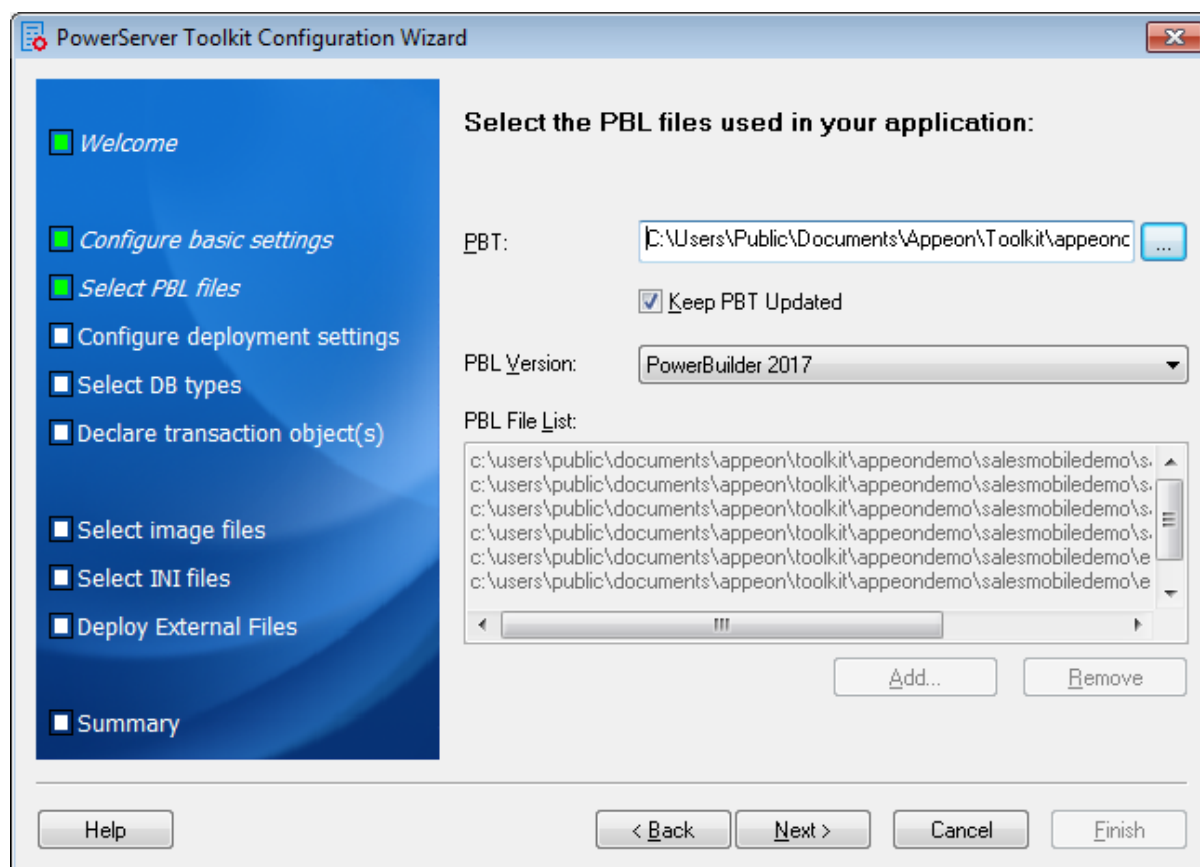 PowerServer Toolkit Configuration Wizard
Welcome
Configure basic settings
Select PBL files
Configure deployment settings
Select DB types
Declare transaction object(s)
Select image files
Select INI files
Deploy External Files
Summary
Select the PBL files used in your application:
PBT:
C:\Users\Public\Documents\Appeon\Toolkit\appeonc
...
Keep PBT Updated
PBL Version:
PowerBuilder 2017
PBL File List:
c:\users\public\documents\appeon\toolkit\appeondemo\salesmobiledemo\s
c:\users\public\documents\appeon\toolkit\appeondemo\salesmobiledemo\s
c:\users\public\documents\appeon\toolkit\appeondemo\salesmobiledemo\s
c:\users\public\documents\appeon\toolkit\appeondemo\salesmobiledemo\s
c:\users\public\documents\appeon\toolkit\appeondemo\salesmobiledemo\e
c:\users\public\documents\appeon\toolkit\appeondemo\salesmobiledemo\e
Add...
Remove
Help
< Back
Next >
Cancel
Finish